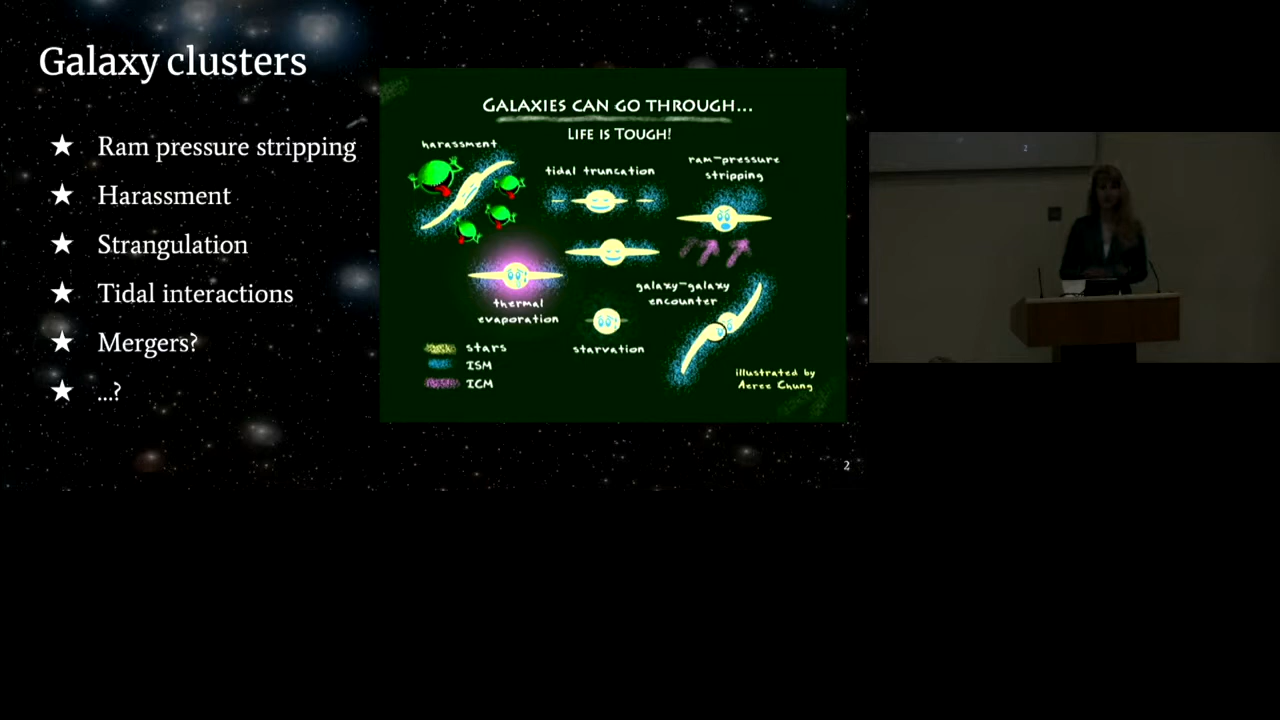 Galaxy clusters
★ Ram pressure stripping
★ Harassment
★ Strangulation
★ Tidal interactions
★ Mergers?
★ ...?
GALAXIES CAN GO THROUGH...
LIFE IS TOUGH!
harassment
tidal truncation
ram-pressure
stripping
thermal
evaporation
galaxy-galaxy
encounter
starvation
stars
ISM
ICM
illustrated by
Aeree Chung
2